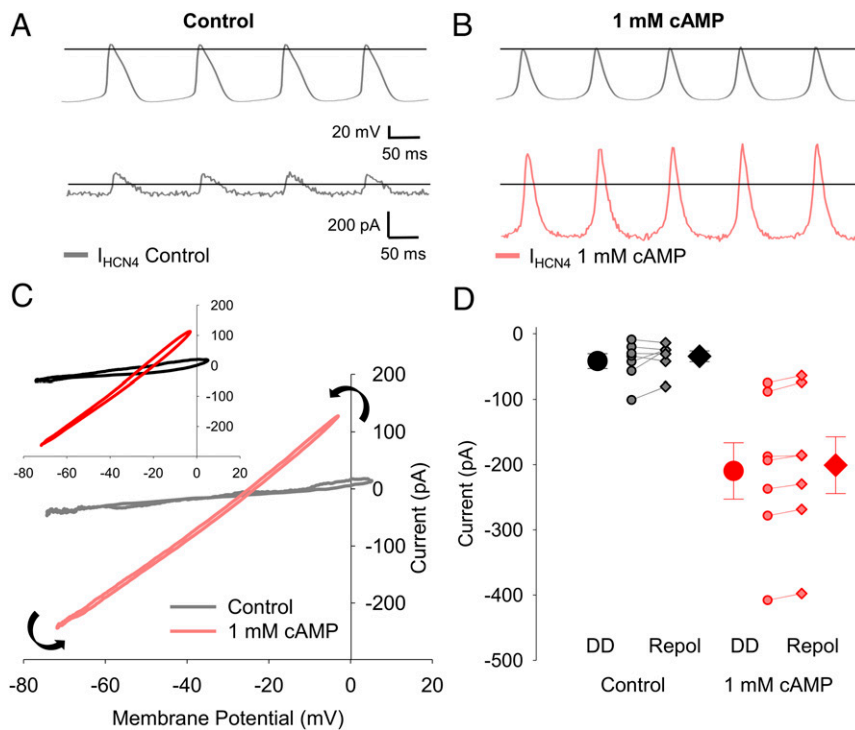 A
Control
20 mV
50 ms
200 pA
50 ms
IHCN4 Control
B
1 mM cAMP
IHCN4 1 mM cAMP
C
200
100
0
-100
-200
-80 -60 -40 -20 0
200
100
0
-100
-200
Current (pA)
Control
1 mM cAMP
-80 -60 -40 -20 0 20
Membrane Potential (mV)
D
0
-100
-200
-300
-400
-500
Current (pA)
DD Repol DD Repol
Control 1 mM cAMP